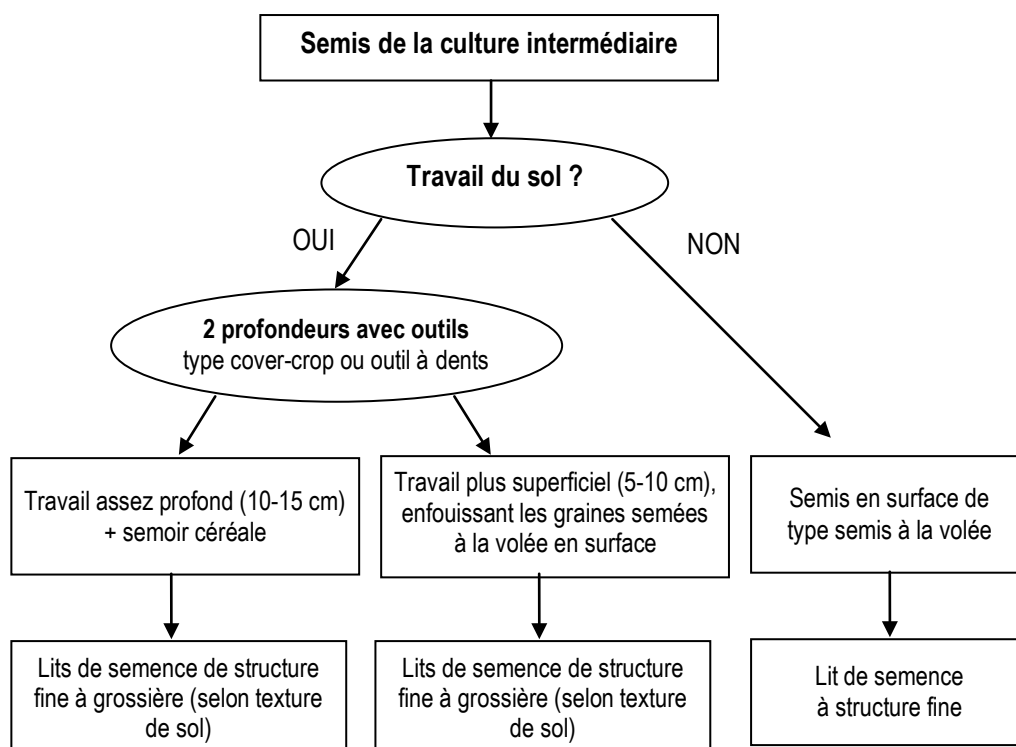 Semis de la culture intermédiaire
Travail du sol ?
OUI
NON
2 profondeurs avec outils
type cover-crop ou outil à dents
Travail assez profond (10-15 cm)
+ semoir céréale
Travail plus superficiel (5-10 cm),
enfouissant les graines semées
à la volée en surface
Semis en surface de
type semis à la volée
Lits de semence de structure
fine à grossière (selon texture
de sol)
Lits de semence de structure
fine à grossière (selon texture
de sol)
Lit de semence
à structure fine